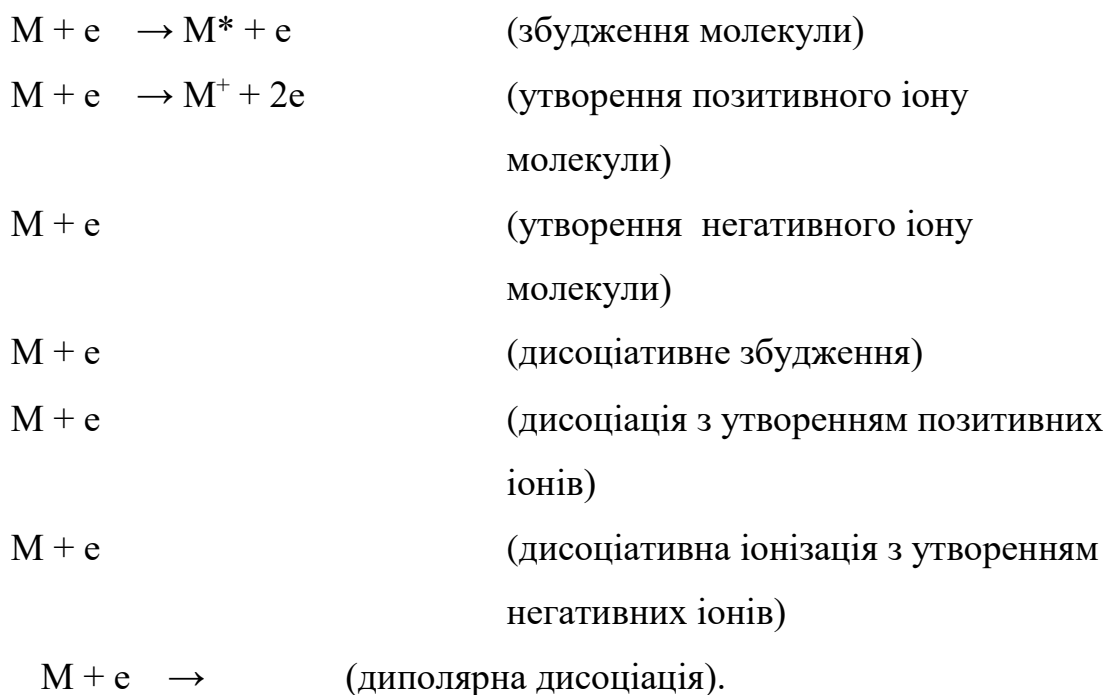 M + e → M* + e (збудження молекули)
M + e → M⁺ + 2e (утворення позитивного іону
молекули)
M + e (утворення негативного іону
молекули)
M + e (дисоціативне збудження)
M + e (дисоціація з утворенням позитивних
іонів)
M + e (дисоціативна іонізація з утворенням
негативних іонів)
M + e → (диполярна дисоціація).